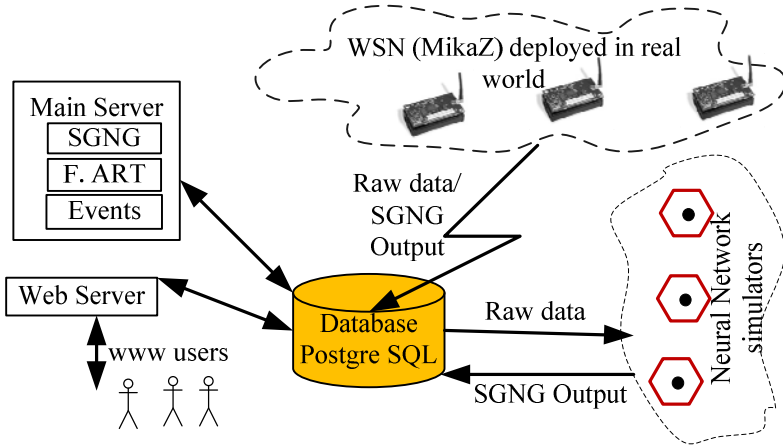 WSN (MikaZ) deployed in real
world
Main Server
SGNG
F. ART
Events
Raw data/
SGNG
Output
Web Server
www users
Database
Postgre SQL
Raw data
SGNG Output
Neural Network
simulators